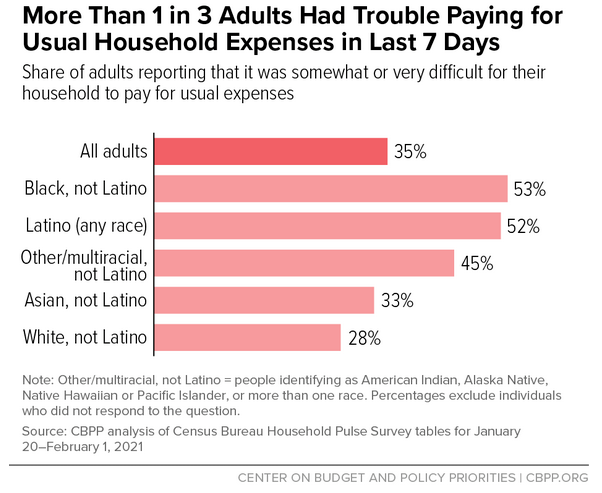 More Than 1 in 3 Adults Had Trouble Paying for
Usual Household Expenses in Last 7 Days
Share of adults reporting that it was somewhat or very difficult for their
household to pay for usual expenses
All adults 35%
Black, not Latino 53%
Latino (any race) 52%
Other/multiracial,
not Latino 45%
Asian, not Latino 33%
White, not Latino 28%
Note: Other/multiracial, not Latino = people identifying as American Indian, Alaska Native,
Native Hawaiian or Pacific Islander, or more than one race. Percentages exclude individuals
who did not respond to the question.
Source: CBPP analysis of Census Bureau Household Pulse Survey tables for January
20–February 1, 2021
CENTER ON BUDGET AND POLICY PRIORITIES | CBPP.ORG